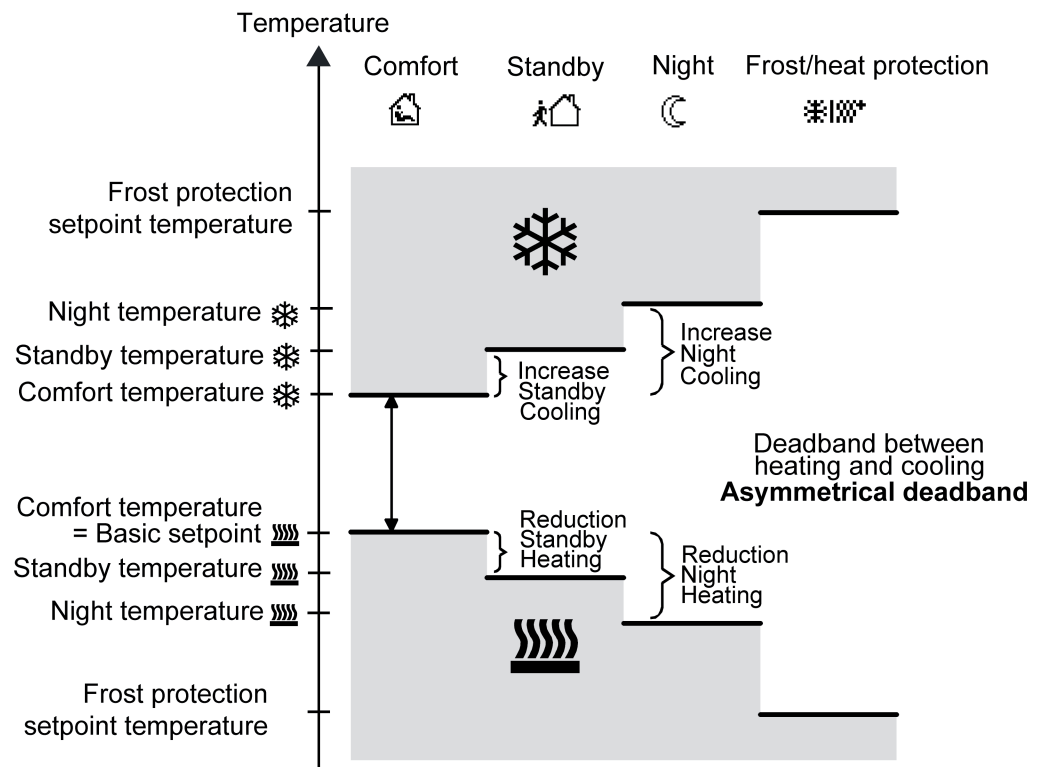 Temperature
Comfort
Standby
Night
Frost/heat protection
Frost protection
setpoint temperature
Night temperature
Standby temperature
Comfort temperature
Increase
Standby
Cooling
Increase
Night
Cooling
Deadband between
heating and cooling
Asymmetrical deadband
Comfort temperature
= Basic setpoint
Standby temperature
Night temperature
Reduction
Standby
Heating
Reduction
Night
Heating
Frost protection
setpoint temperature